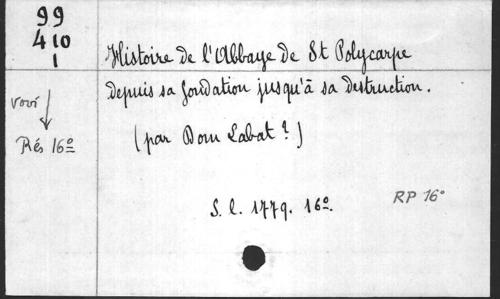 99
410
1
Histoire de l'Abbaye de St Polycarpe
depuis sa fondation jusqu'à sa destruction.
(par Dom Labat ?)
Rés 16º
S. l. 1779. 16º.
RP 16°